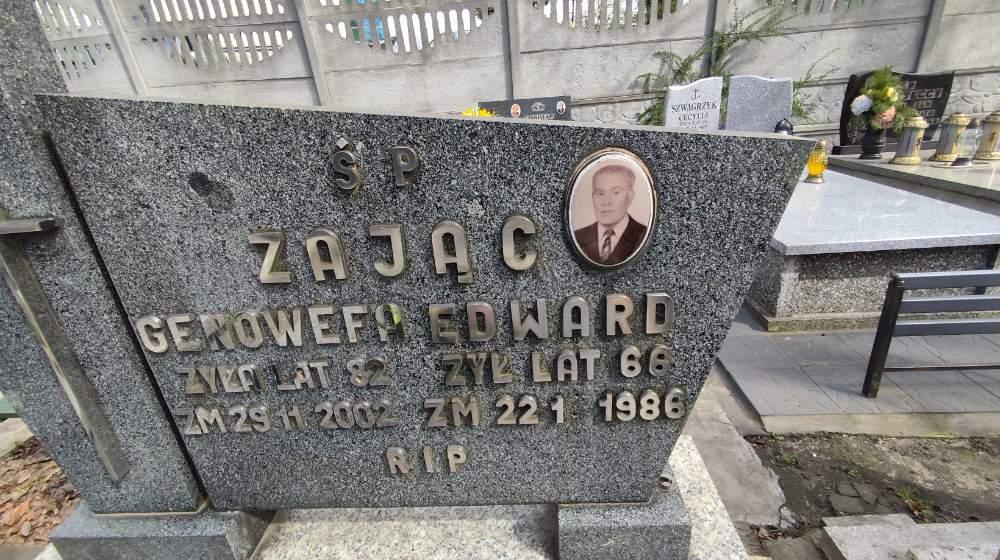 Ś P
ZAJĄC
GENOWEFA EDWARD
ŻYŁA LAT 82 ŻYŁ LAT 66
ZM 29 11 2002 ZM 22 1 1986
R I P
SZWAGRZYK
CECYLIA